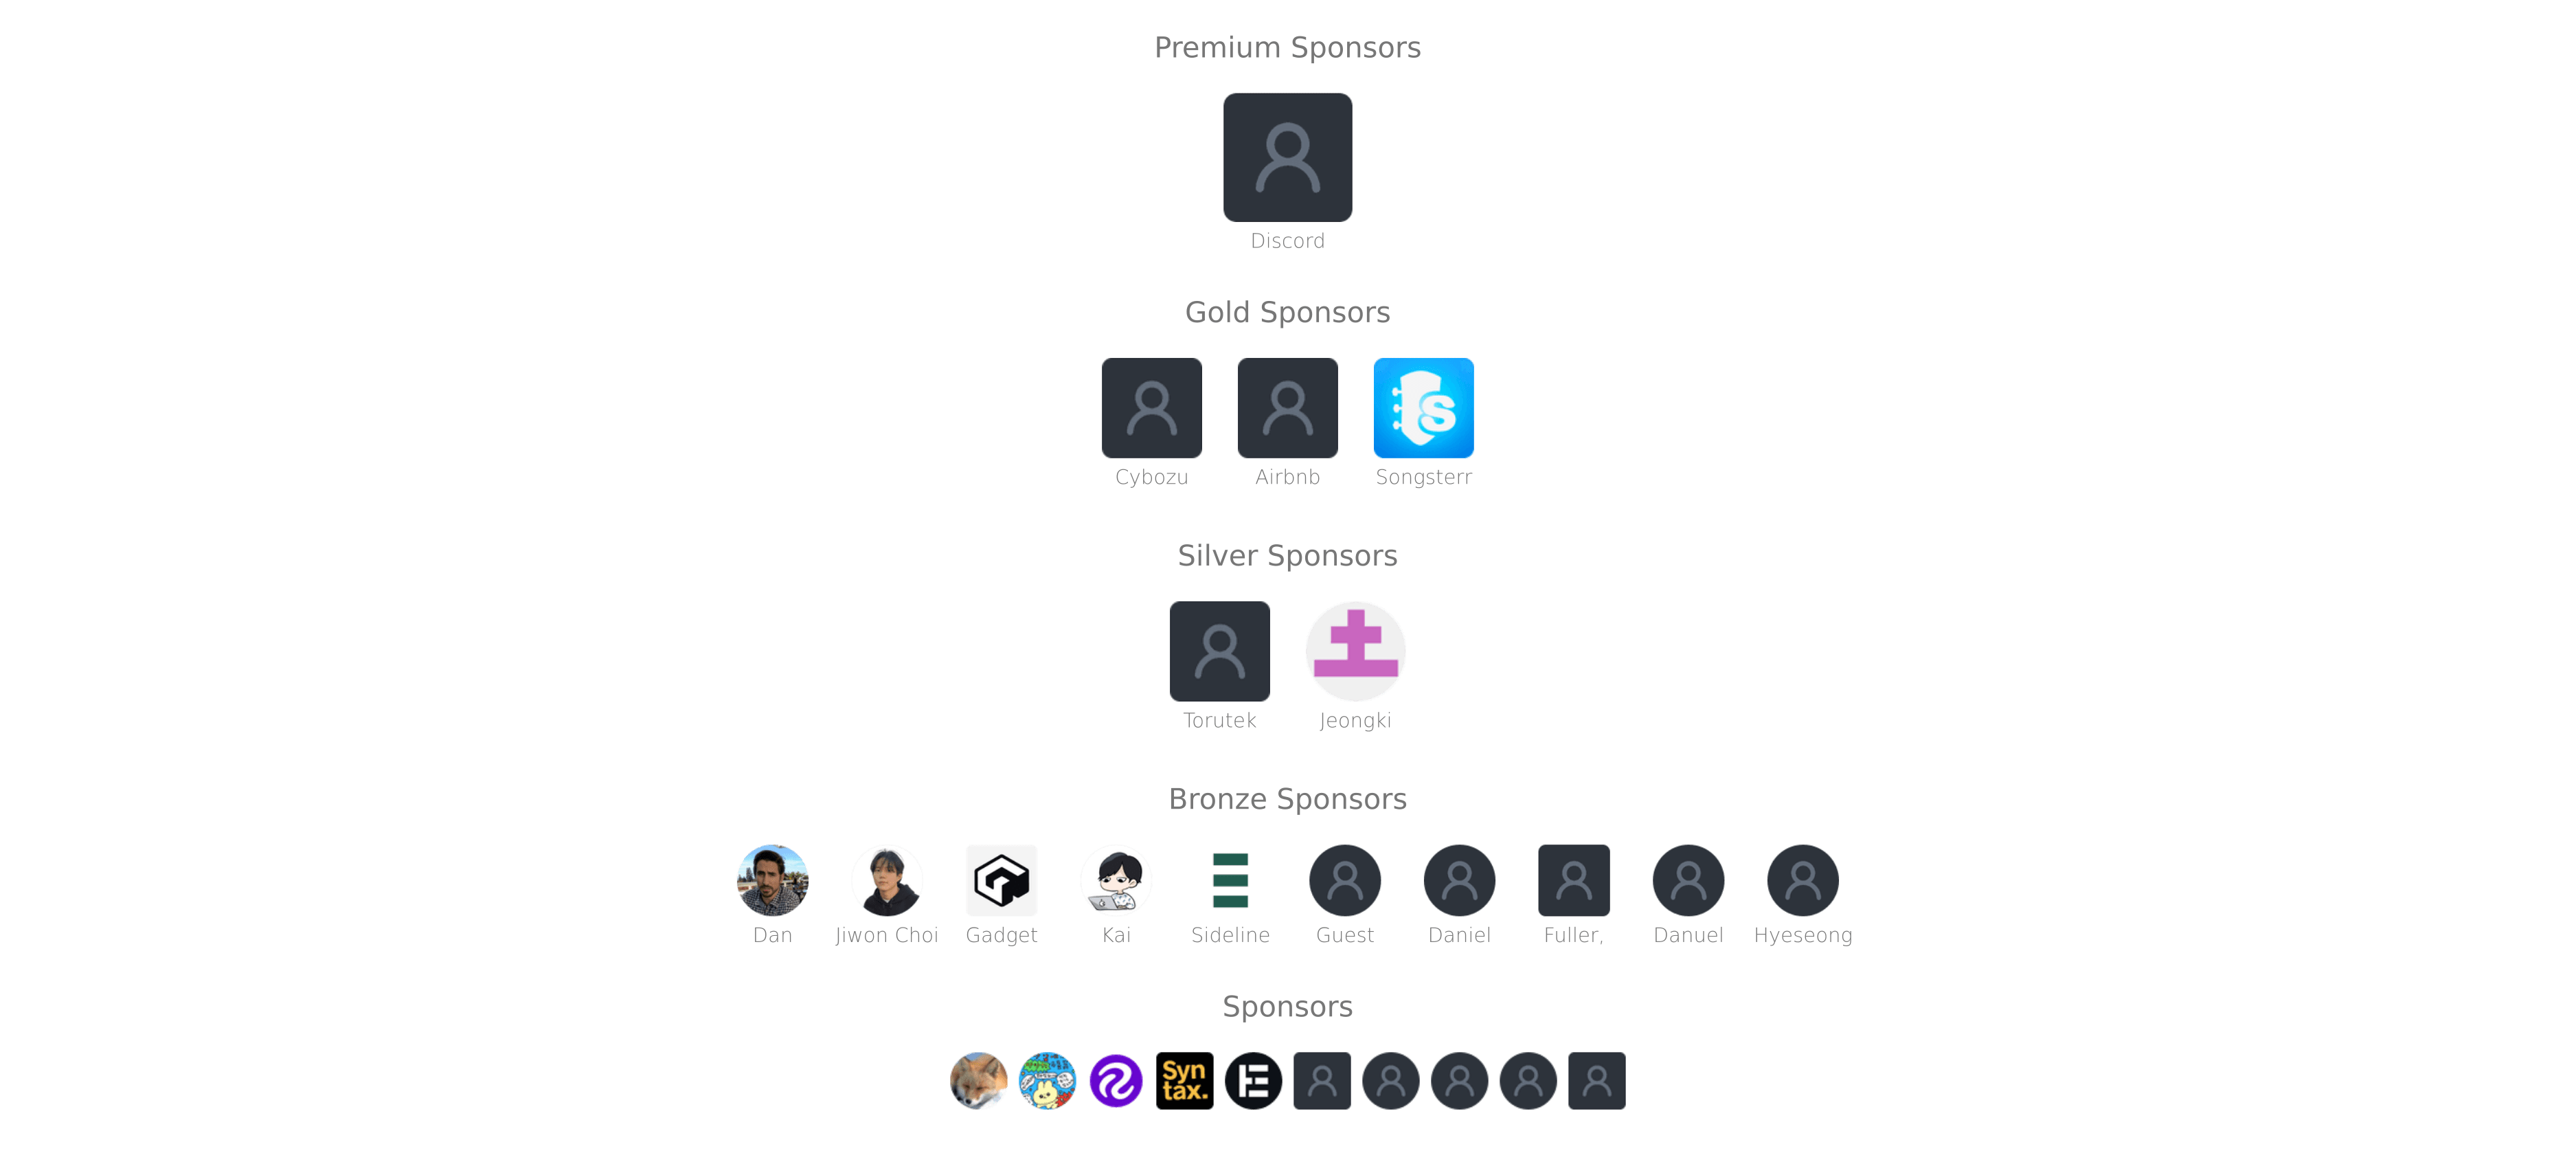 Premium Sponsors
Discord
Gold Sponsors
Cybozu Airbnb Songsterr
Silver Sponsors
Torutek Jeongki
Bronze Sponsors
Dan Jiwon Choi Gadget Kai Sideline Guest Daniel Fuller, Danuel Hyeseong
Sponsors
Syn
tax.